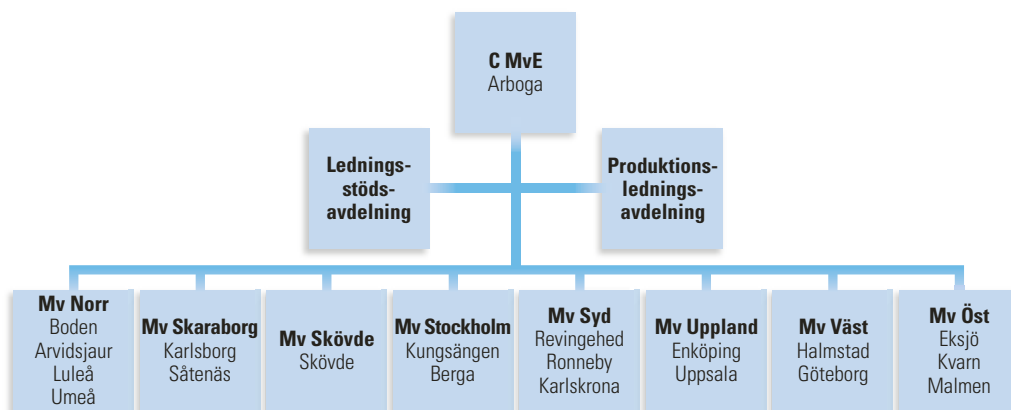 C MvE
Arboga
Lednings-
stöds-
avdelning
Produktions-
lednings-
avdelning
Mv Norr
Boden
Arvidsjaur
Luleå
Umeå
Mv Skaraborg
Karlsborg
Såtenäs
Mv Skövde
Skövde
Mv Stockholm
Kungsängen
Berga
Mv Syd
Revingehed
Ronneby
Karlskrona
Mv Uppland
Enköping
Uppsala
Mv Väst
Halmstad
Göteborg
Mv Öst
Eksjö
Kvarn
Malmen